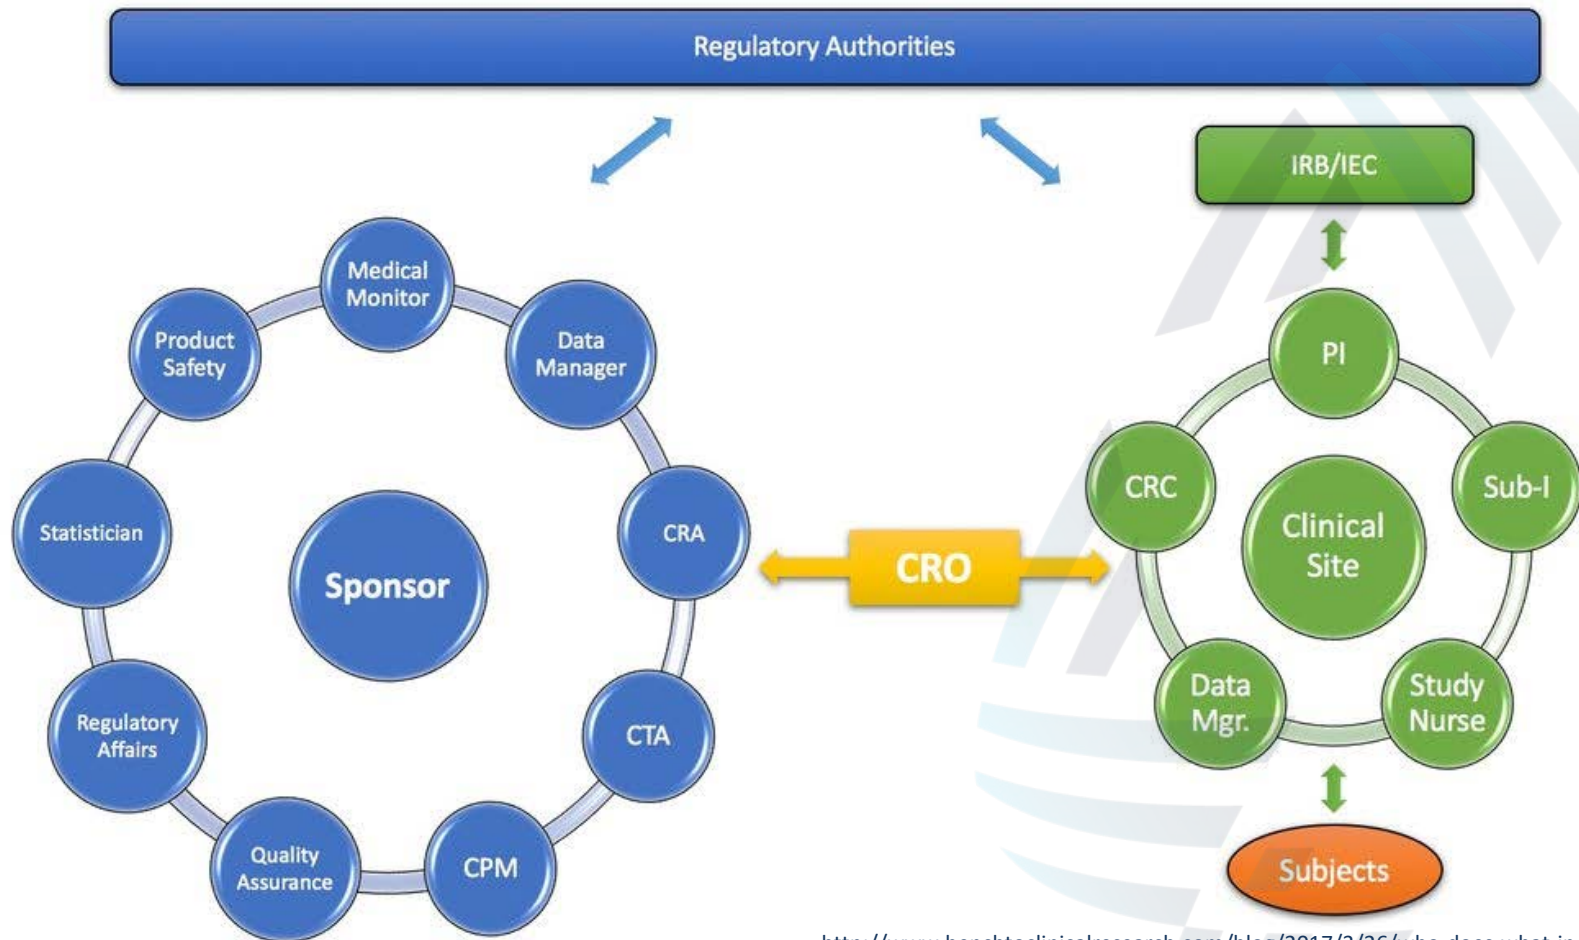 Regulatory Authorities
IRB/IEC
Medical
Monitor
Product
Safety
Data
Manager
Statistician
CRA
Sponsor
Regulatory
Affairs
CTA
Quality
Assurance
CPM
CRO
PI
CRC
Sub-I
Clinical
Site
Data
Mgr.
Study
Nurse
Subjects